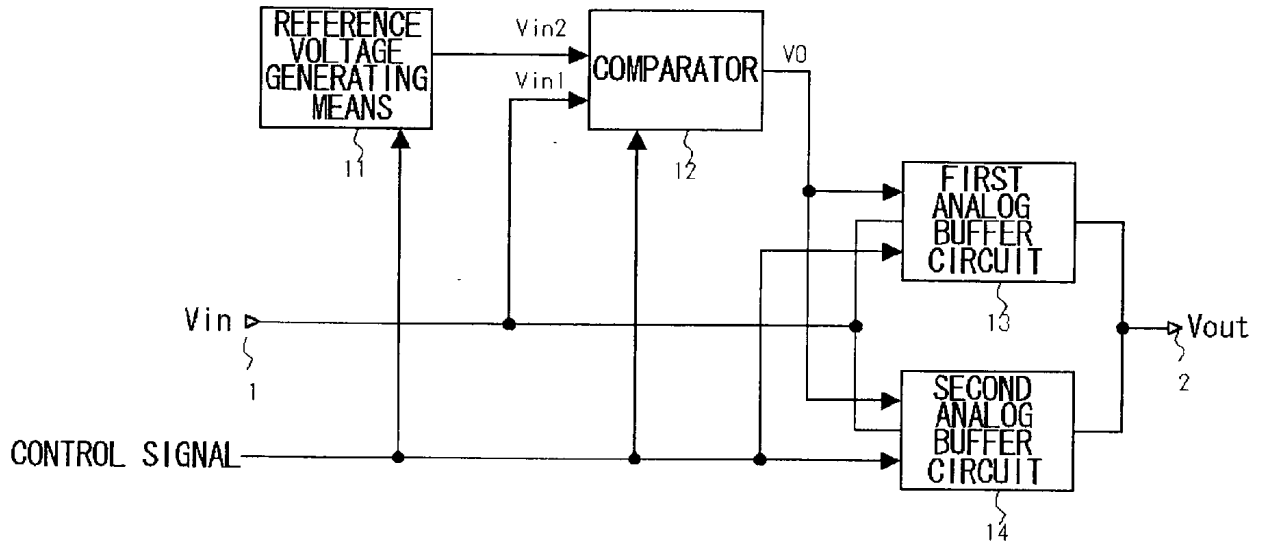 REFERENCE
VOLTAGE
GENERATING
MEANS
11
Vin2
Vin1
COMPARATOR
12
VO
FIRST
ANALOG
BUFFER
CIRCUIT
13
Vin
1
Vout
2
SECOND
ANALOG
BUFFER
CIRCUIT
14
CONTROL SIGNAL